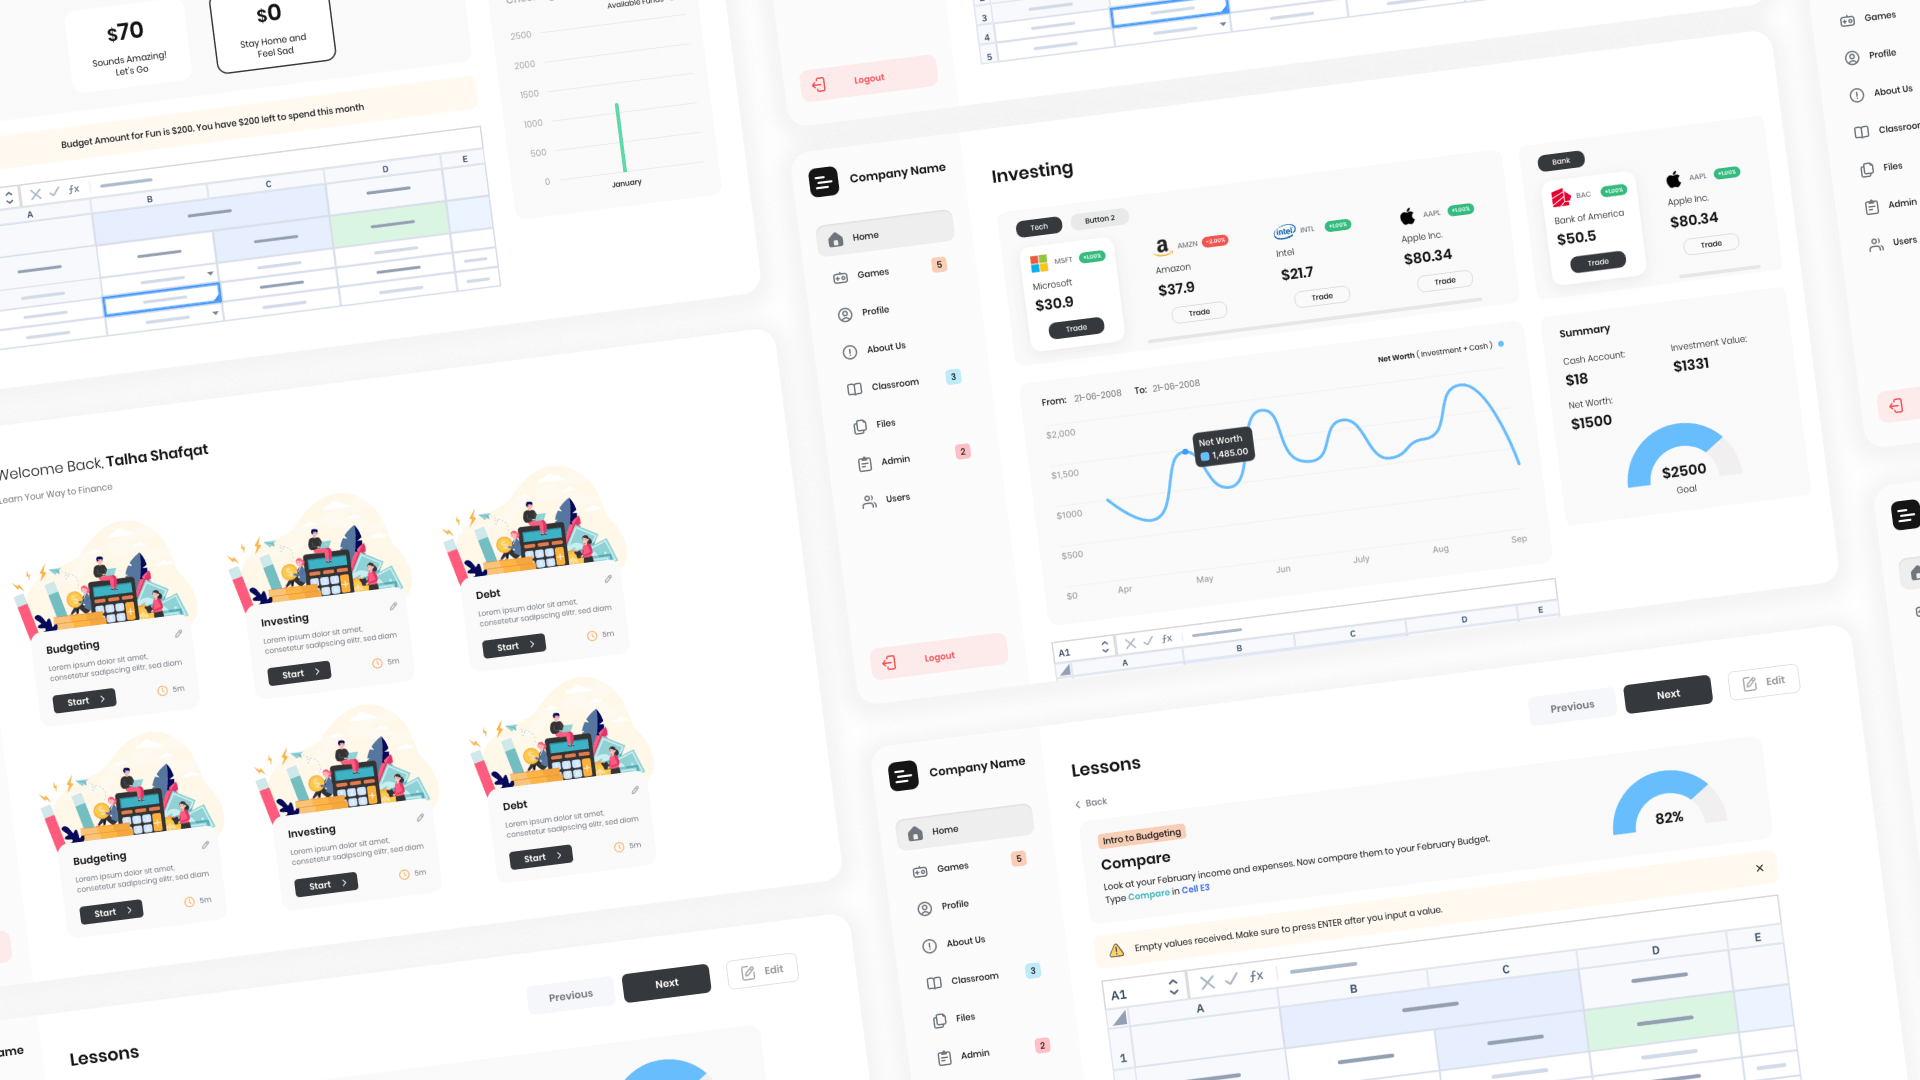 $70
Sounds Amazing!
Let's Go
$0
Stay Home and
Feel Sad
Budget Amount for Fun is $200. You have $200 left to spend this month
fx
A
B
C
D
E
Available Funds
2500
2000
1500
1000
500
0
January
3
4
5
Logout
Games
Profile
About Us
Files
Admin
Users
Company Name
Home
Games
5
Profile
About Us
Classroom
3
Files
Admin
2
Users
Logout
Investing
Tech
Button 2
MSFT
+1.00%
Microsoft
$30.9
Trade
AMZN
-2.00%
Amazon
$37.9
Trade
intel
INTL
+1.00%
Intel
$21.7
Trade
AAPL
+1.00%
Apple Inc.
$80.34
Trade
Bank
BAC
+1.00%
Bank of America
$50.5
Trade
AAPL
+1.00%
Apple Inc.
$80.34
Trade
From: 21-06-2008 To: 21-06-2008
Net Worth ( Investment + Cash )
$2,000
$1,500
$1000
$500
$0
Net Worth
1,485.00
Apr
May
Jun
July
Aug
Sep
Summary
Cash Account:
$18
Investment Value:
$1331
Net Worth:
$1500
$2500
Goal
A1
fx
A
B
C
D
E
Welcome Back, Talha Shafqat
Learn Your Way to Finance
Budgeting
Lorem ipsum dolor sit amet,
consetetur sadipscing elitr, sed diam
Start
5m
Investing
Lorem ipsum dolor sit amet,
consetetur sadipscing elitr, sed diam
Start
5m
Debt
Lorem ipsum dolor sit amet,
consetetur sadipscing elitr, sed diam
Start
5m
Budgeting
Lorem ipsum dolor sit amet,
consetetur sadipscing elitr, sed diam
Start
5m
Investing
Lorem ipsum dolor sit amet,
consetetur sadipscing elitr, sed diam
Start
5m
Debt
Lorem ipsum dolor sit amet,
consetetur sadipscing elitr, sed diam
Start
5m
Previous
Next
Edit
Lessons
Company Name
Home
Games
5
Profile
About Us
Classroom
3
Files
Admin
2
Previous
Next
Edit
Lessons
Back
Intro to Budgeting
Compare
Look at your February income and expenses. Now compare them to your February Budget.
Type Compare in Cell E3
82%
Empty values received. Make sure to press ENTER after you input a value.
A1
fx
A
B
C
D
E
1